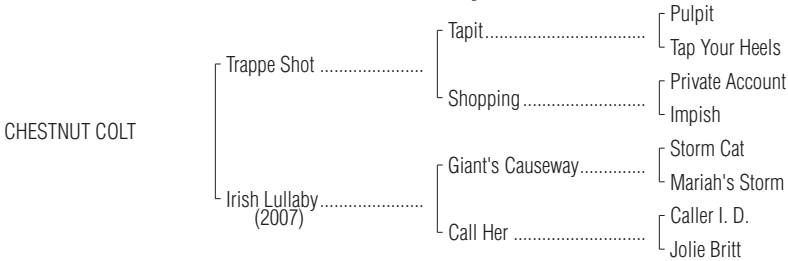 Pulpit
Tapit..................................
Tap Your Heels
Trappe Shot ......................
Private Account
Shopping..........................
Impish
CHESTNUT COLT
Storm Cat
Giant's Causeway..............
Mariah's Storm
Irish Lullaby......................
(2007)
Caller I. D.
Call Her ............................
Jolie Britt